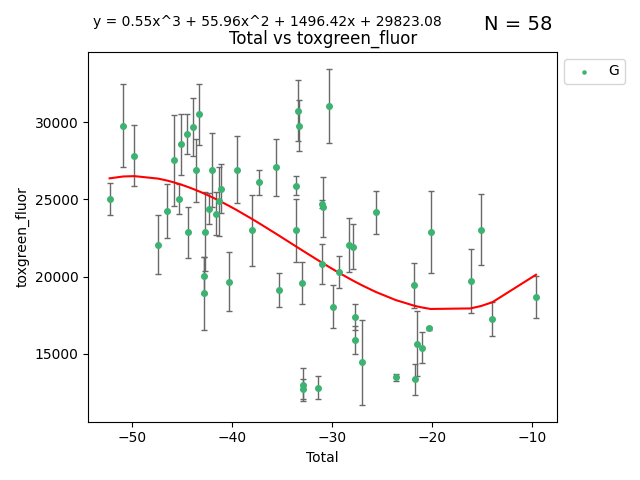 y = 0.55x^3 + 55.96x^2 + 1496.42x + 29823.08
N = 58
Total vs toxgreen_fluor
G
30000
25000
20000
15000
toxgreen_fluor
−50
−40
−30
−20
−10
Total